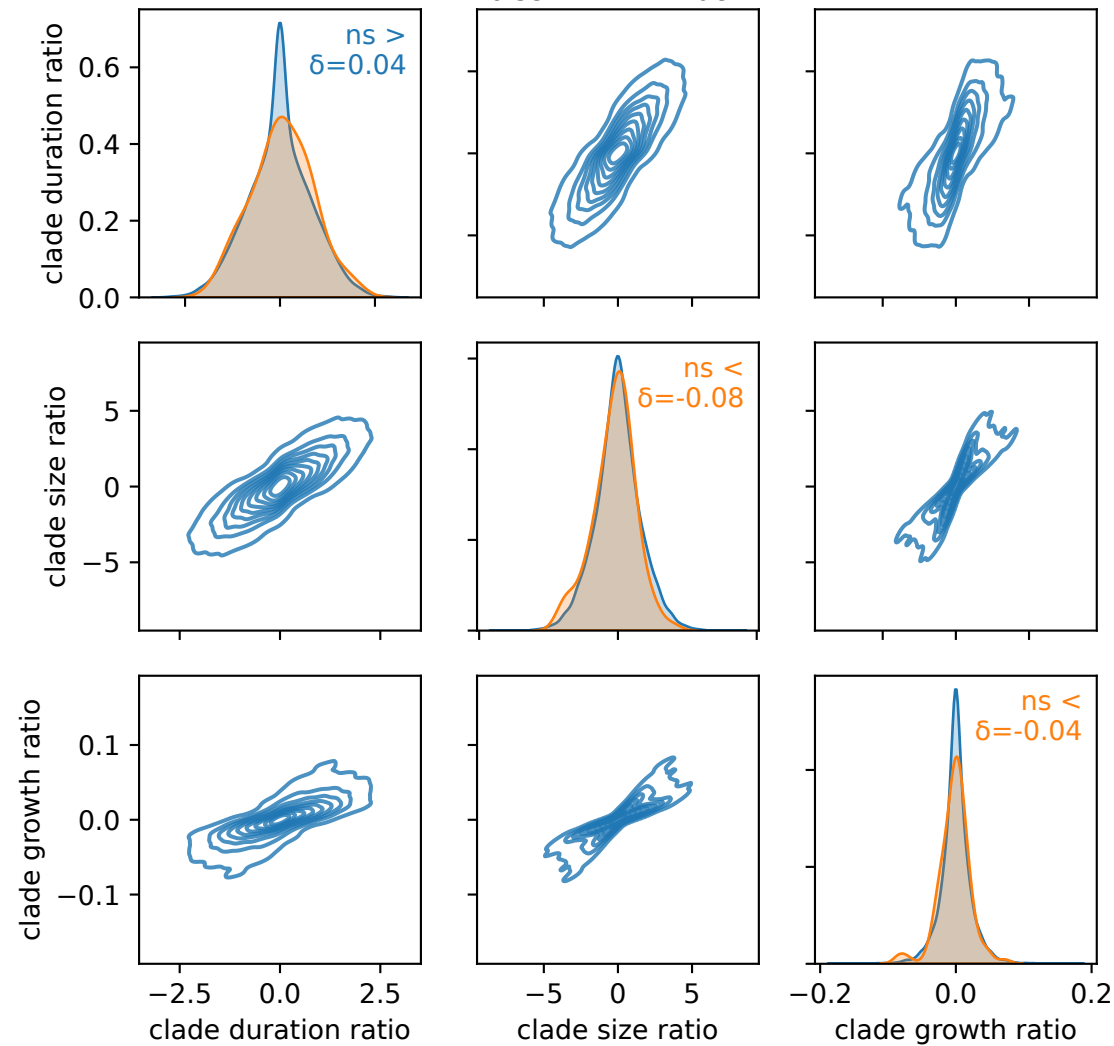 clade duration ratio
0.6
0.4
0.2
0.0
ns >
δ=0.04
clade size ratio
5
0
−5
ns <
δ=-0.08
clade growth ratio
0.1
0.0
−0.1
ns <
δ=-0.04
−2.5 0.0 2.5
−5 0 5
−0.2 0.0 0.2
clade duration ratio
clade size ratio
clade growth ratio